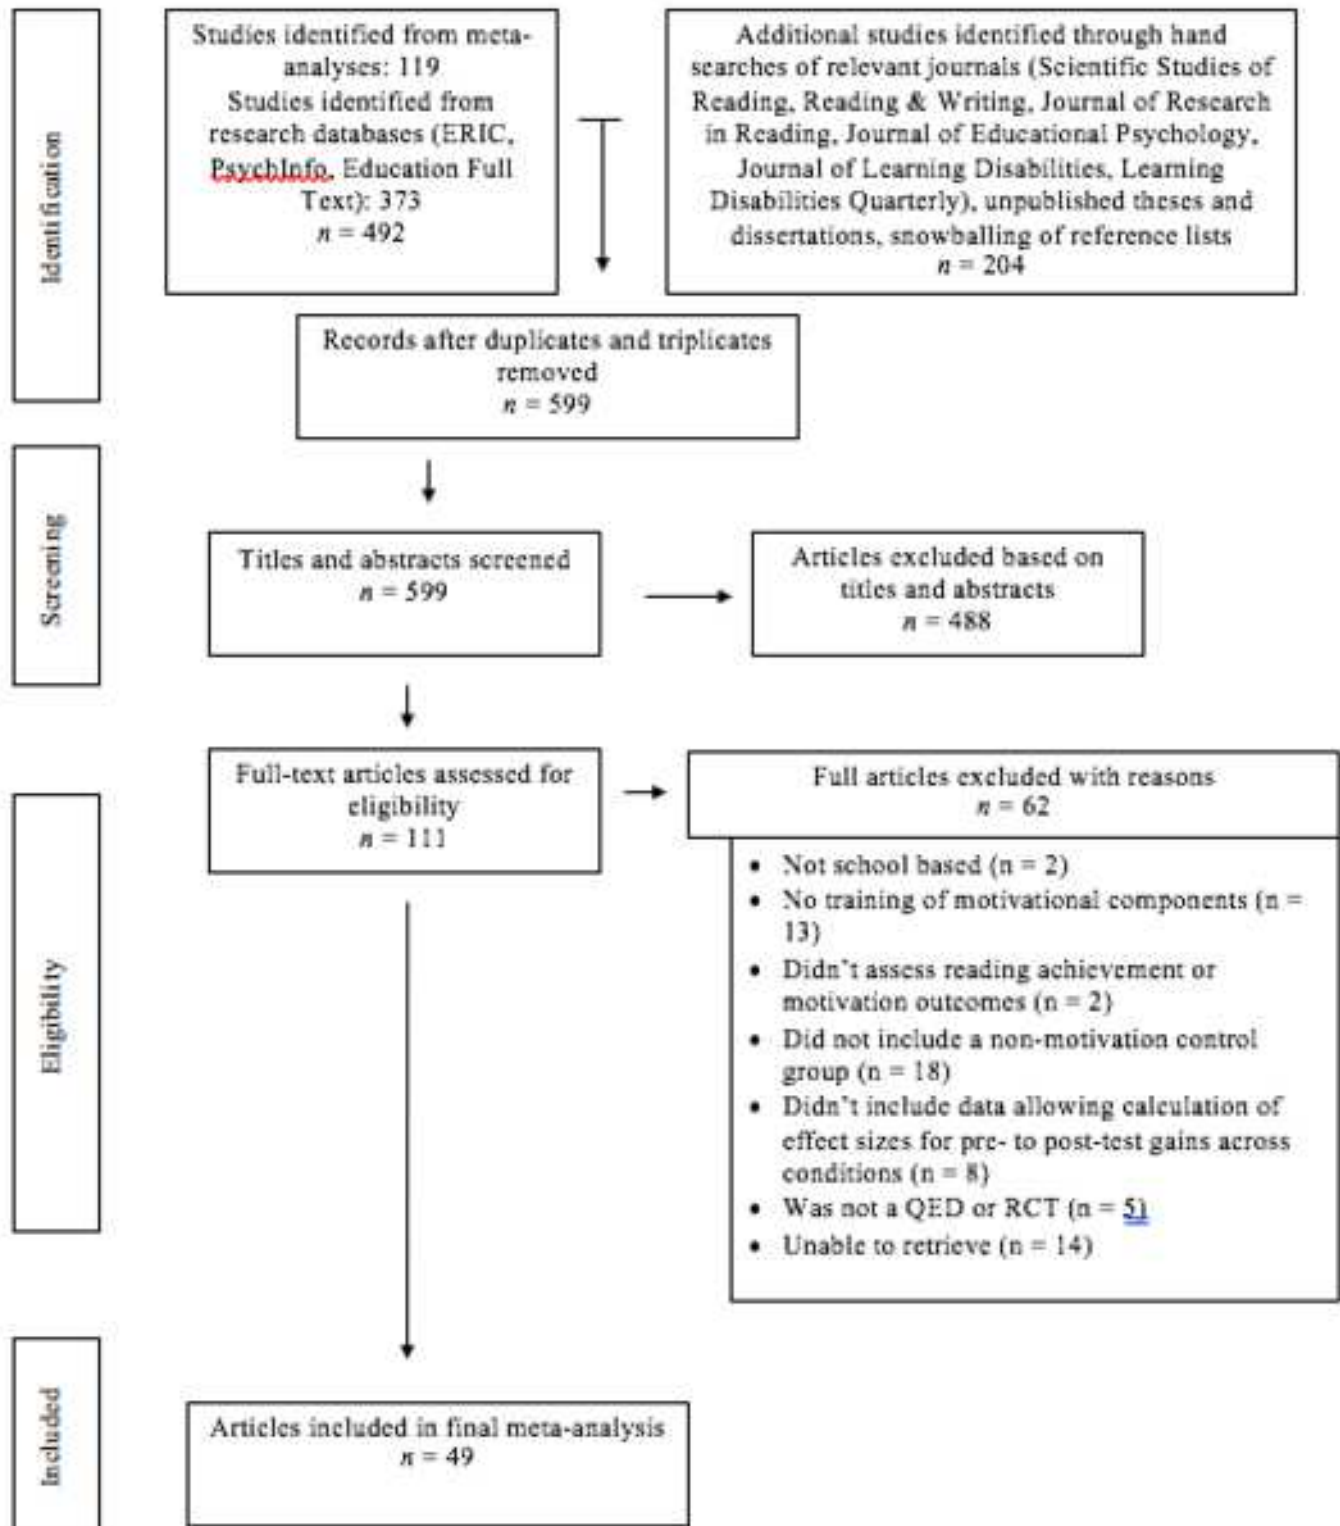 Identification
Studies identified from meta-
analyses: 119
Studies identified from
research databases (ERIC,
PsychInfo, Education Full
Text): 373
n = 492
Additional studies identified through hand
searches of relevant journals (Scientific Studies of
Reading, Reading & Writing, Journal of Research
in Reading, Journal of Educational Psychology,
Journal of Learning Disabilities, Learning
Disabilities Quarterly), unpublished theses and
dissertations, snowballing of reference lists
n = 204
Records after duplicates and triplicates
removed
n = 599
Screening
Titles and abstracts screened
n = 599
Articles excluded based on
titles and abstracts
n = 488
Eligibility
Full-text articles assessed for
eligibility
n = 111
Full articles excluded with reasons
n = 62
• Not school based (n = 2)
• No training of motivational components (n =
13)
• Didn't assess reading achievement or
motivation outcomes (n = 2)
• Did not include a non-motivation control
group (n = 18)
• Didn't include data allowing calculation of
effect sizes for pre- to post-test gains across
conditions (n = 8)
• Was not a QED or RCT (n = 5)
• Unable to retrieve (n = 14)
Included
Articles included in final meta-analysis
n = 49